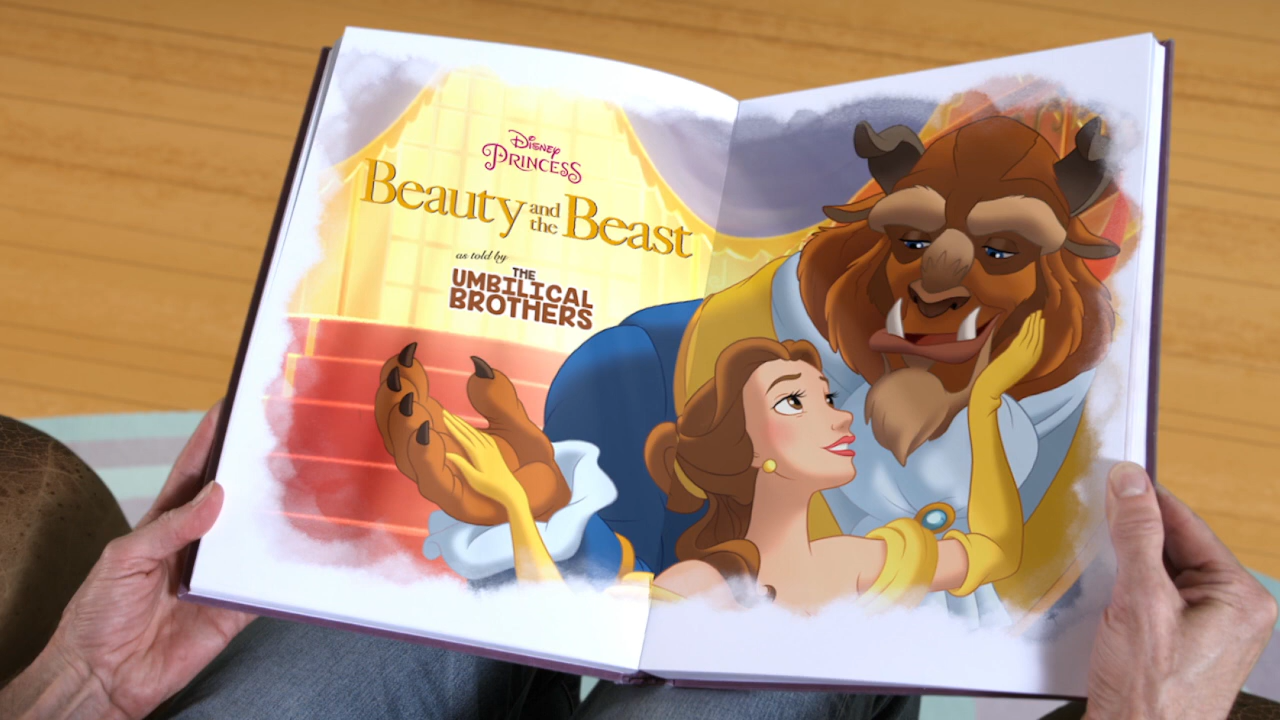 Disney
Princess
Beauty and the Beast
as told by
THE
UMBILICAL
BROTHERS